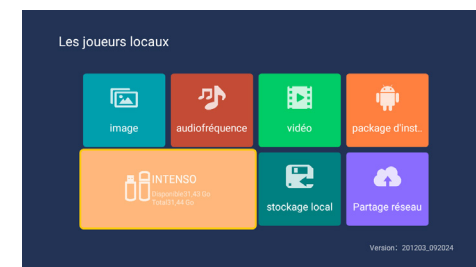 Les joueurs locaux
image
audiofréquence
vidéo
package d'inst..
INTENSO
Disponible31,43 Go
Total31,44 Go
stockage local
Partage réseau
Version: 201203_092024